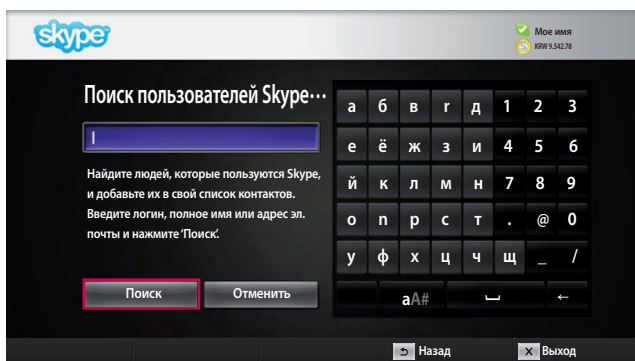 skype
Мое имя
KRW 9.542.78
Поиск пользователей Skype···
Найдите людей, которые пользуются Skype,
и добавьте их в свой список контактов.
Введите логин, полное имя или адрес эл.
почты и нажмите 'Поиск'.
Поиск Отменить
а б в г д 1 2 3
е ё ж з и 4 5 6
й к л м н 7 8 9
о п р с т . @ 0
у ф х ц ч щ _ /
aA# ␣ ←
Назад Выход